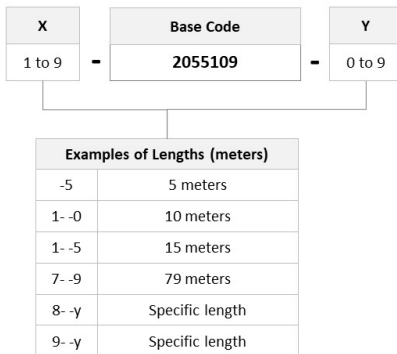 X Base Code Y
1 to 9 - 2055109 - 0 to 9
Examples of Lengths (meters)
-5 5 meters
1- -0 10 meters
1- -5 15 meters
7- -9 79 meters
8- -y Specific length
9- -y Specific length